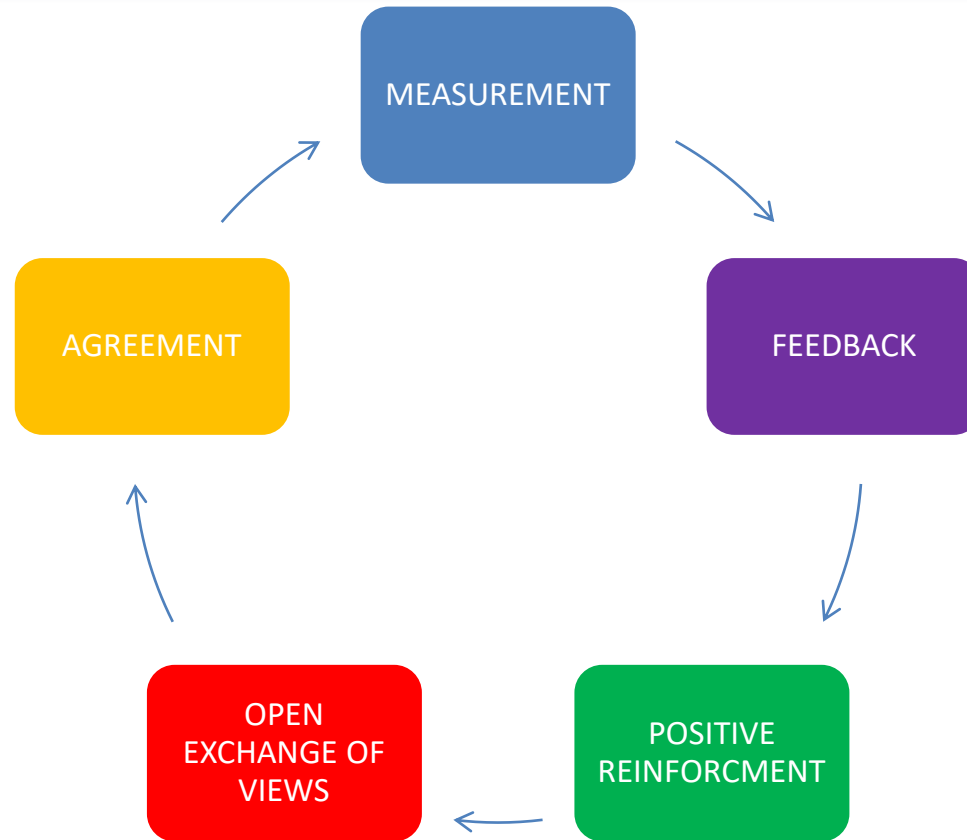 MEASUREMENT
FEEDBACK
POSITIVE
REINFORCMENT
OPEN
EXCHANGE OF
VIEWS
AGREEMENT